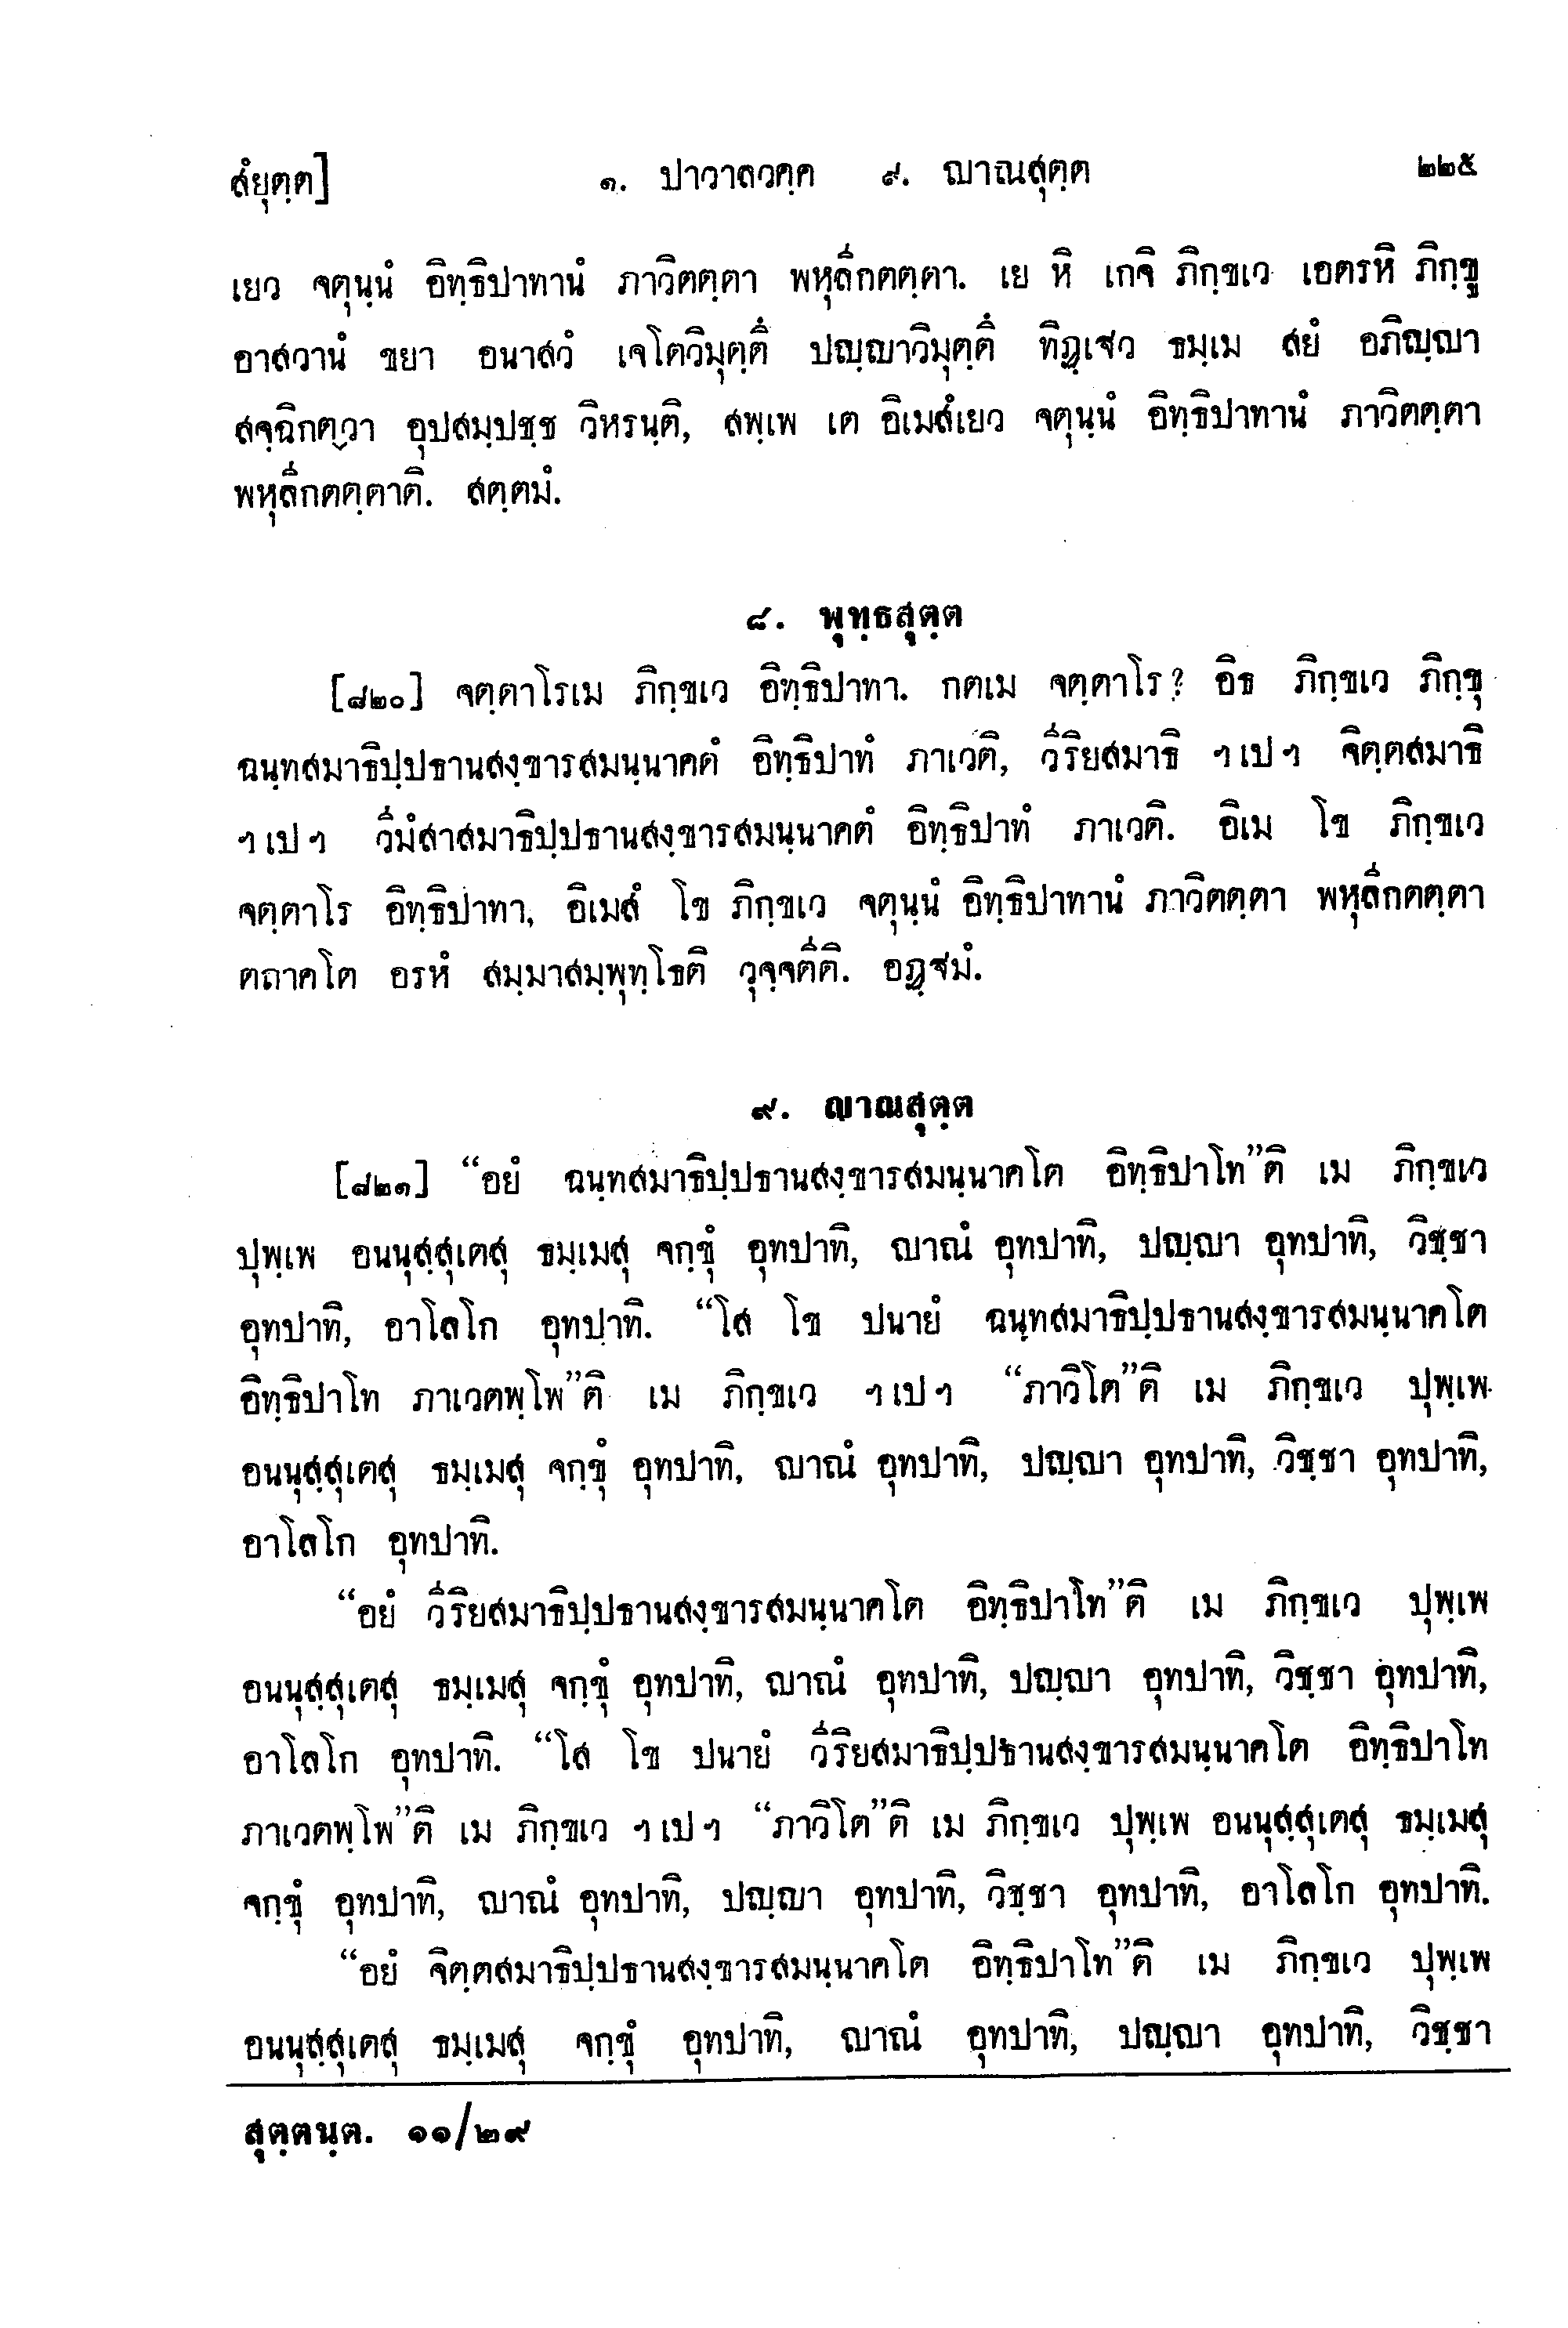 สํยุตฺต] ๑. ปาวาลวคฺค ๙. ญาณสุตฺต ๒๒๕
เยว จตุนฺนํ อิทฺธิปาทานํ ภาวิตตฺตา พหุลีกตตฺตา. เย หิ เกจิ ภิกฺขเว เอตรหิ ภิกฺขู
อาสวานํ ขยา อนาสวํ เจโตวิมุตฺตึ ปญฺญาวิมุตฺตึ ทิฏฺเฐว ธมฺเม สยํ อภิญฺญา
สจฺฉิกตฺวา อุปสมฺปชฺช วิหรนฺติ, สพฺเพ เต อิเมสํเยว จตุนฺนํ อิทฺธิปาทานํ ภาวิตตฺตา
พหุลีกตตฺตาติ. สตฺตมํ.
๘. พุทฺธสุตฺต
[๘๒๐] จตฺตาโรเม ภิกฺขเว อิทฺธิปาทา. กตเม จตฺตาโร? อิธ ภิกฺขเว ภิกฺขุ
ฉนฺทสมาธิปฺปธานสงฺขารสมนฺนาคตํ อิทฺธิปาทํ ภาเวติ, วีริยสมาธิ ฯเปฯ จิตฺตสมาธิ
ฯเปฯ วีมํสาสมาธิปฺปธานสงฺขารสมนฺนาคตํ อิทฺธิปาทํ ภาเวติ. อิเม โข ภิกฺขเว
จตฺตาโร อิทฺธิปาทา, อิเมสํ โข ภิกฺขเว จตุนฺนํ อิทฺธิปาทานํ ภาวิตตฺตา พหุลีกตตฺตา
ตถาคโต อรหํ สมฺมาสมฺพุทฺโธติ วุจฺจตีติ. อฏฺฐมํ.
๙. ญาณสุตฺต
[๘๒๑] “อยํ ฉนฺทสมาธิปฺปธานสงฺขารสมนฺนาคโต อิทฺธิปาโท”ติ เม ภิกฺขเว
ปุพฺเพ อนนุสฺสุเตสุ ธมฺเมสุ จกฺขุํ อุทปาทิ, ญาณํ อุทปาทิ, ปญฺญา อุทปาทิ, วิชฺชา
อุทปาทิ, อาโลโก อุทปาทิ. “โส โข ปนายํ ฉนฺทสมาธิปฺปธานสงฺขารสมนฺนาคโต
อิทฺธิปาโท ภาเวตพฺโพ”ติ เม ภิกฺขเว ฯเปฯ “ภาวิโต”ติ เม ภิกฺขเว ปุพฺเพ
อนนุสฺสุเตสุ ธมฺเมสุ จกฺขุํ อุทปาทิ, ญาณํ อุทปาทิ, ปญฺญา อุทปาทิ, วิชฺชา อุทปาทิ,
อาโลโก อุทปาทิ.
“อยํ วีริยสมาธิปฺปธานสงฺขารสมนฺนาคโต อิทฺธิปาโท”ติ เม ภิกฺขเว ปุพฺเพ
อนนุสฺสุเตสุ ธมฺเมสุ จกฺขุํ อุทปาทิ, ญาณํ อุทปาทิ, ปญฺญา อุทปาทิ, วิชฺชา อุทปาทิ,
อาโลโก อุทปาทิ. “โส โข ปนายํ วีริยสมาธิปฺปธานสงฺขารสมนฺนาคโต อิทฺธิปาโท
ภาเวตพฺโพ”ติ เม ภิกฺขเว ฯเปฯ “ภาวิโต”ติ เม ภิกฺขเว ปุพฺเพ อนนุสฺสุเตสุ ธมฺเมสุ
จกฺขุํ อุทปาทิ, ญาณํ อุทปาทิ, ปญฺญา อุทปาทิ, วิชฺชา อุทปาทิ, อาโลโก อุทปาทิ.
“อยํ จิตฺตสมาธิปฺปธานสงฺขารสมนฺนาคโต อิทฺธิปาโท”ติ เม ภิกฺขเว ปุพฺเพ
อนนุสฺสุเตสุ ธมฺเมสุ จกฺขุํ อุทปาทิ, ญาณํ อุทปาทิ, ปญฺญา อุทปาทิ, วิชฺชา
สุตฺตนฺต. ๑๑/๒๙